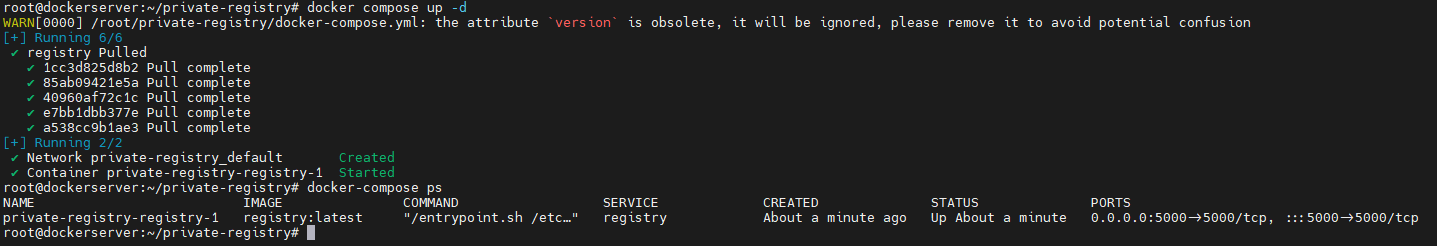 root@dockerserver:~/private-registry# docker compose up -d
WARN[0000] /root/private-registry/docker-compose.yml: the attribute `version` is obsolete, it will be ignored, please remove it to avoid potential confusion
[+] Running 6/6
✔ registry Pulled
✔ 1cc3d825d8b2 Pull complete
✔ 85ab09421e5a Pull complete
✔ 40960af72c1c Pull complete
✔ e7bb1dbb377e Pull complete
✔ a538cc9b1ae3 Pull complete
[+] Running 2/2
✔ Network private-registry_default Created
✔ Container private-registry-registry-1 Started
root@dockerserver:~/private-registry# docker-compose ps
NAME IMAGE COMMAND SERVICE CREATED STATUS PORTS
private-registry-registry-1 registry:latest "/entrypoint.sh /etc…" registry About a minute ago Up About a minute 0.0.0.0:5000->5000/tcp, :::5000->5000/tcp
root@dockerserver:~/private-registry#